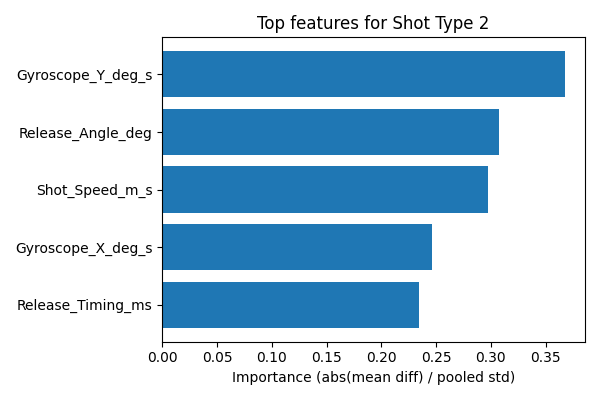 Top features for Shot Type 2
Gyroscope_Y_deg_s
Release_Angle_deg
Shot_Speed_m_s
Gyroscope_X_deg_s
Release_Timing_ms
0.00 0.05 0.10 0.15 0.20 0.25 0.30 0.35
Importance (abs(mean diff) / pooled std)